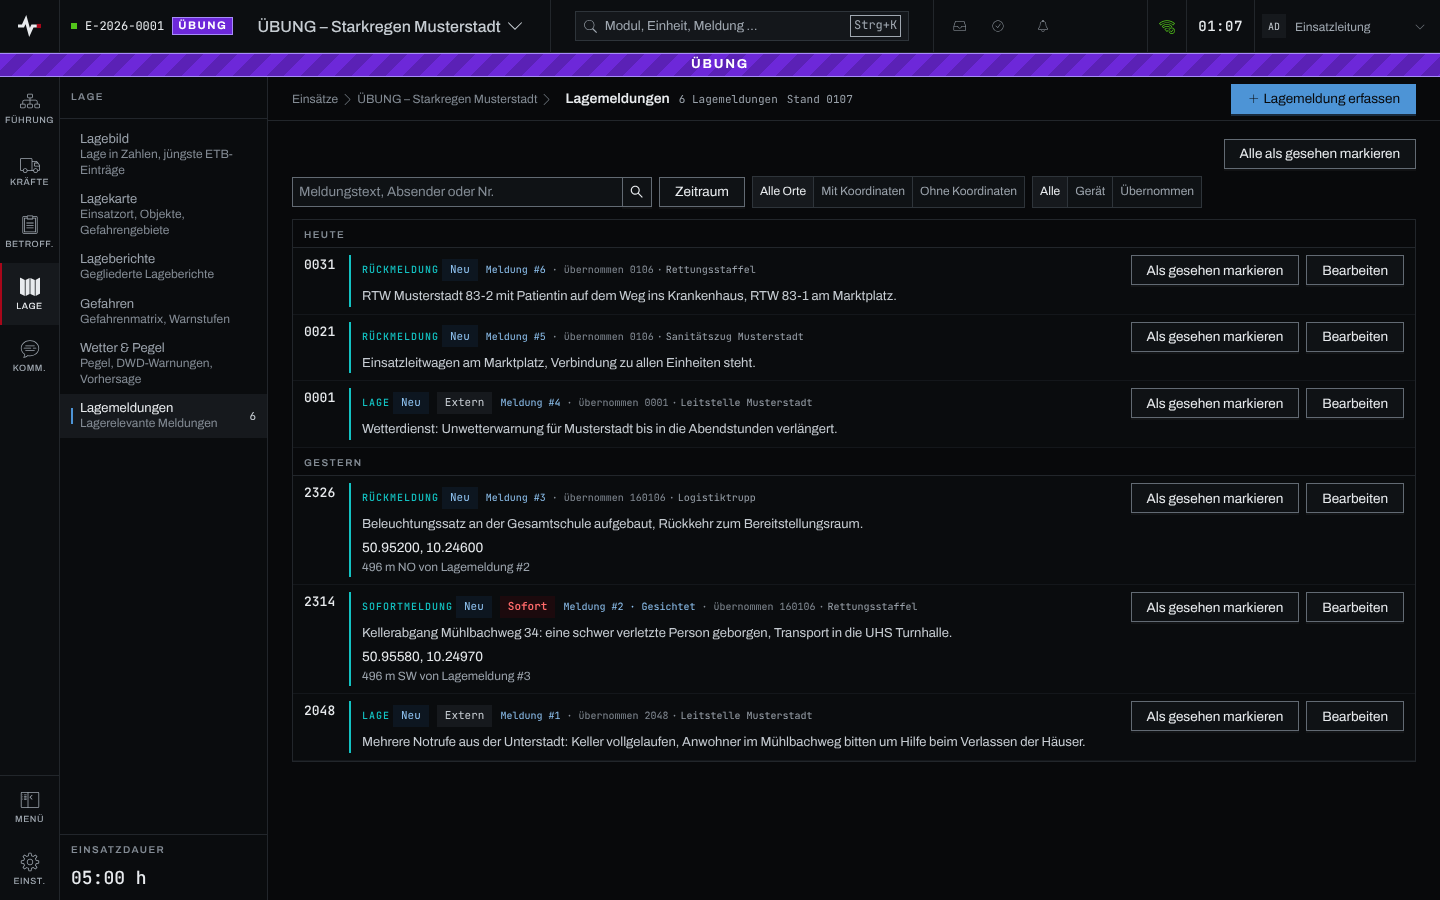 E-2026-0001 ÜBUNG ÜBUNG – Starkregen Musterstadt Modul, Einheit, Meldung ... Strg+K 01:07 AD Einsatzleitung
ÜBUNG
FÜHRUNG
KRÄFTE
BETROFF.
LAGE
KOMM.
MENÜ
EINST.
LAGE
Lagebild
Lage in Zahlen, jüngste ETB-
Einträge
Lagekarte
Einsatzort, Objekte,
Gefahrengebiete
Lageberichte
Gegliederte Lageberichte
Gefahren
Gefahrenmatrix, Warnstufen
Wetter & Pegel
Pegel, DWD-Warnungen,
Vorhersage
Lagemeldungen 6
Lagerelevante Meldungen
EINSATZDAUER
05:00 h
Einsätze ÜBUNG – Starkregen Musterstadt Lagemeldungen 6 Lagemeldungen Stand 0107 + Lagemeldung erfassen
Alle als gesehen markieren
Meldungstext, Absender oder Nr. Zeitraum Alle Orte Mit Koordinaten Ohne Koordinaten Alle Gerät Übernommen
HEUTE
0031 RÜCKMELDUNG Neu Meldung #6 · übernommen 0106 · Rettungsstaffel Als gesehen markieren Bearbeiten
RTW Musterstadt 83-2 mit Patientin auf dem Weg ins Krankenhaus, RTW 83-1 am Marktplatz.
0021 RÜCKMELDUNG Neu Meldung #5 · übernommen 0106 · Sanitätszug Musterstadt Als gesehen markieren Bearbeiten
Einsatzleitwagen am Marktplatz, Verbindung zu allen Einheiten steht.
0001 LAGE Neu Extern Meldung #4 · übernommen 0001 · Leitstelle Musterstadt Als gesehen markieren Bearbeiten
Wetterdienst: Unwetterwarnung für Musterstadt bis in die Abendstunden verlängert.
GESTERN
2326 RÜCKMELDUNG Neu Meldung #3 · übernommen 160106 · Logistiktrupp Als gesehen markieren Bearbeiten
Beleuchtungssatz an der Gesamtschule aufgebaut, Rückkehr zum Bereitstellungsraum.
50.95200, 10.24600
496 m NO von Lagemeldung #2
2314 SOFORTMELDUNG Neu Sofort Meldung #2 · Gesichtet · übernommen 160106 · Rettungsstaffel Als gesehen markieren Bearbeiten
Kellerabgang Mühlbachweg 34: eine schwer verletzte Person geborgen, Transport in die UHS Turnhalle.
50.95580, 10.24970
496 m SW von Lagemeldung #3
2048 LAGE Neu Extern Meldung #1 · übernommen 2048 · Leitstelle Musterstadt Als gesehen markieren Bearbeiten
Mehrere Notrufe aus der Unterstadt: Keller vollgelaufen, Anwohner im Mühlbachweg bitten um Hilfe beim Verlassen der Häuser.